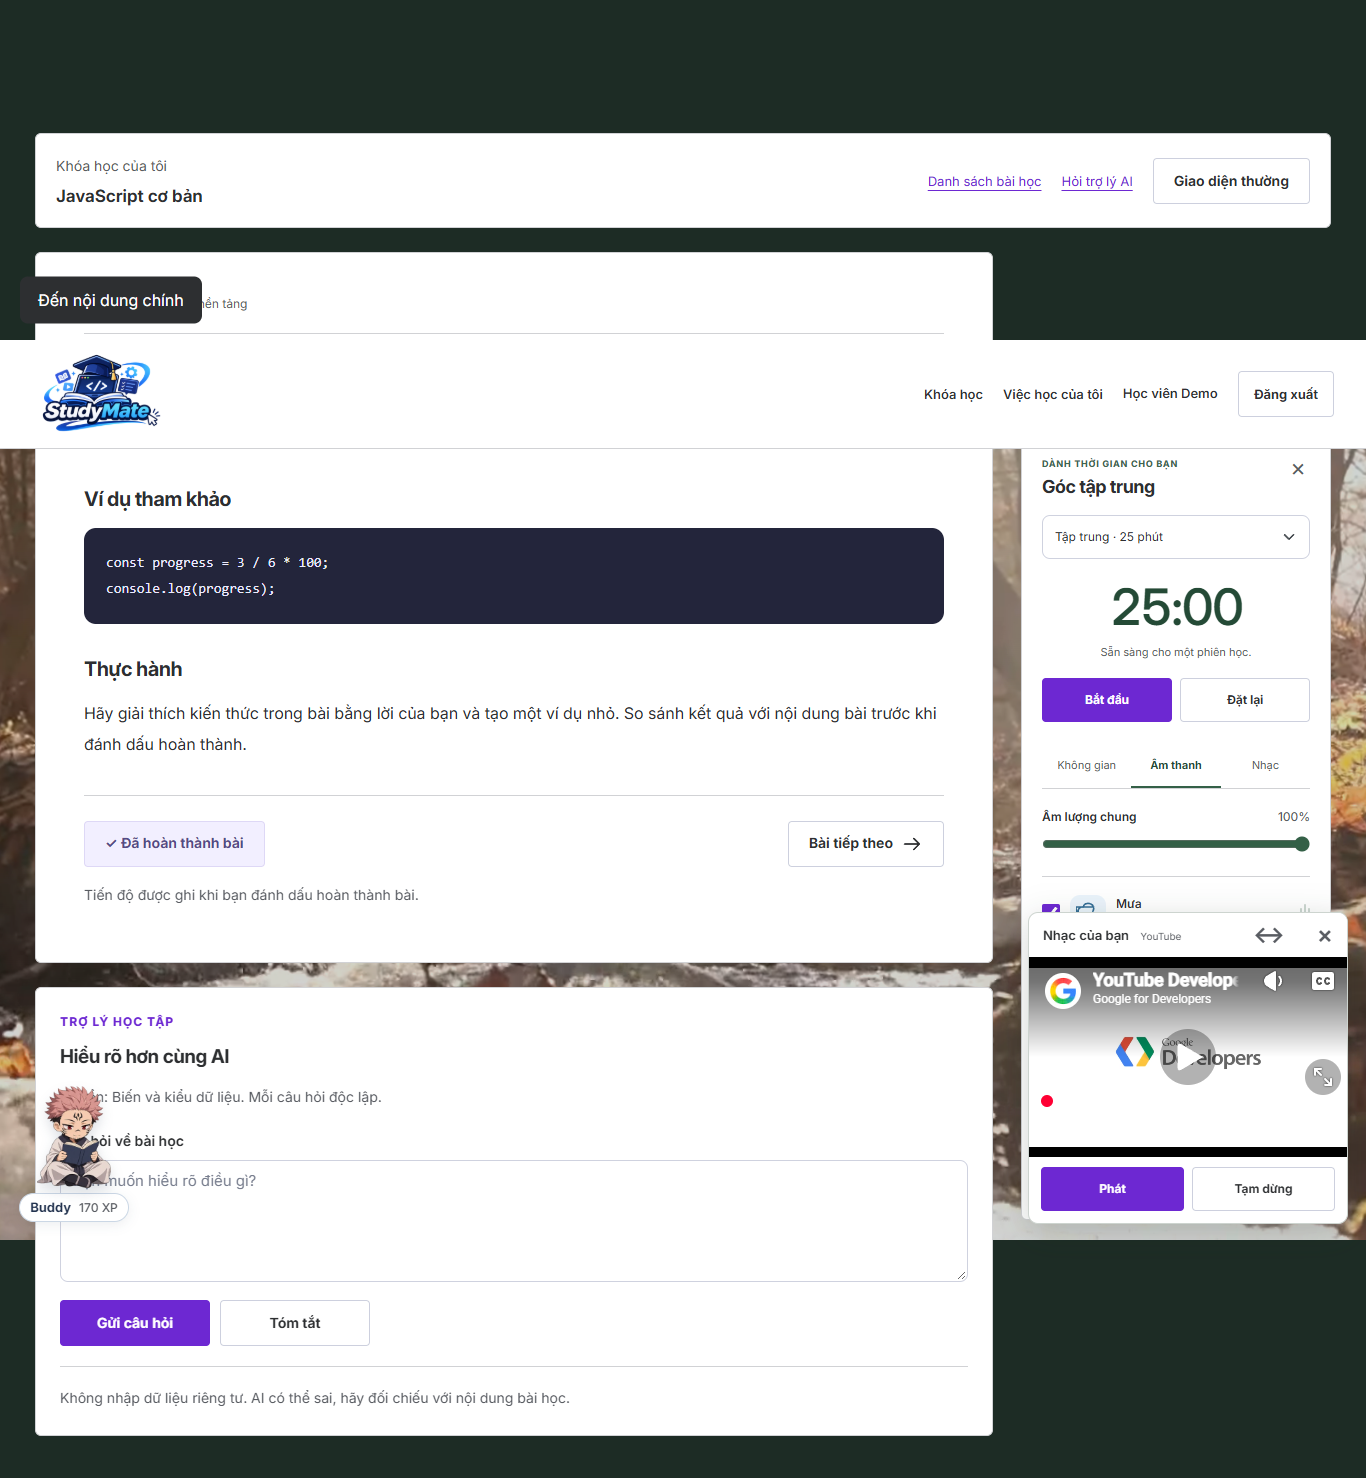 Khóa học của tôi
JavaScript cơ bản
Danh sách bài học
Hỏi trợ lý AI
Giao diện thường
Đến nội dung chính
nền tảng
StudyMate
</>
Khóa học
Việc học của tôi
Học viên Demo
Đăng xuất
Ví dụ tham khảo
const progress = 3 / 6 * 100;
console.log(progress);
Thực hành
Hãy giải thích kiến thức trong bài bằng lời của bạn và tạo một ví dụ nhỏ. So sánh kết quả với nội dung bài trước khi
đánh dấu hoàn thành.
✓ Đã hoàn thành bài
Bài tiếp theo →
Tiến độ được ghi khi bạn đánh dấu hoàn thành bài.
TRỢ LÝ HỌC TẬP
Hiểu rõ hơn cùng AI
Biến và kiểu dữ liệu. Mỗi câu hỏi độc lập.
hỏi về bài học
muốn hiểu rõ điều gì?
Buddy 170 XP
Gửi câu hỏi
Tóm tắt
Không nhập dữ liệu riêng tư. AI có thể sai, hãy đối chiếu với nội dung bài học.
DÀNH THỜI GIAN CHO BẠN
Góc tập trung
Tập trung · 25 phút
25:00
Sẵn sàng cho một phiên học.
Bắt đầu
Đặt lại
Không gian
Âm thanh
Nhạc
Âm lượng chung
100%
Mưa
Nhạc của bạn YouTube
YouTube Develop
Google for Developers
CC
Google
Developers
Phát
Tạm dừng